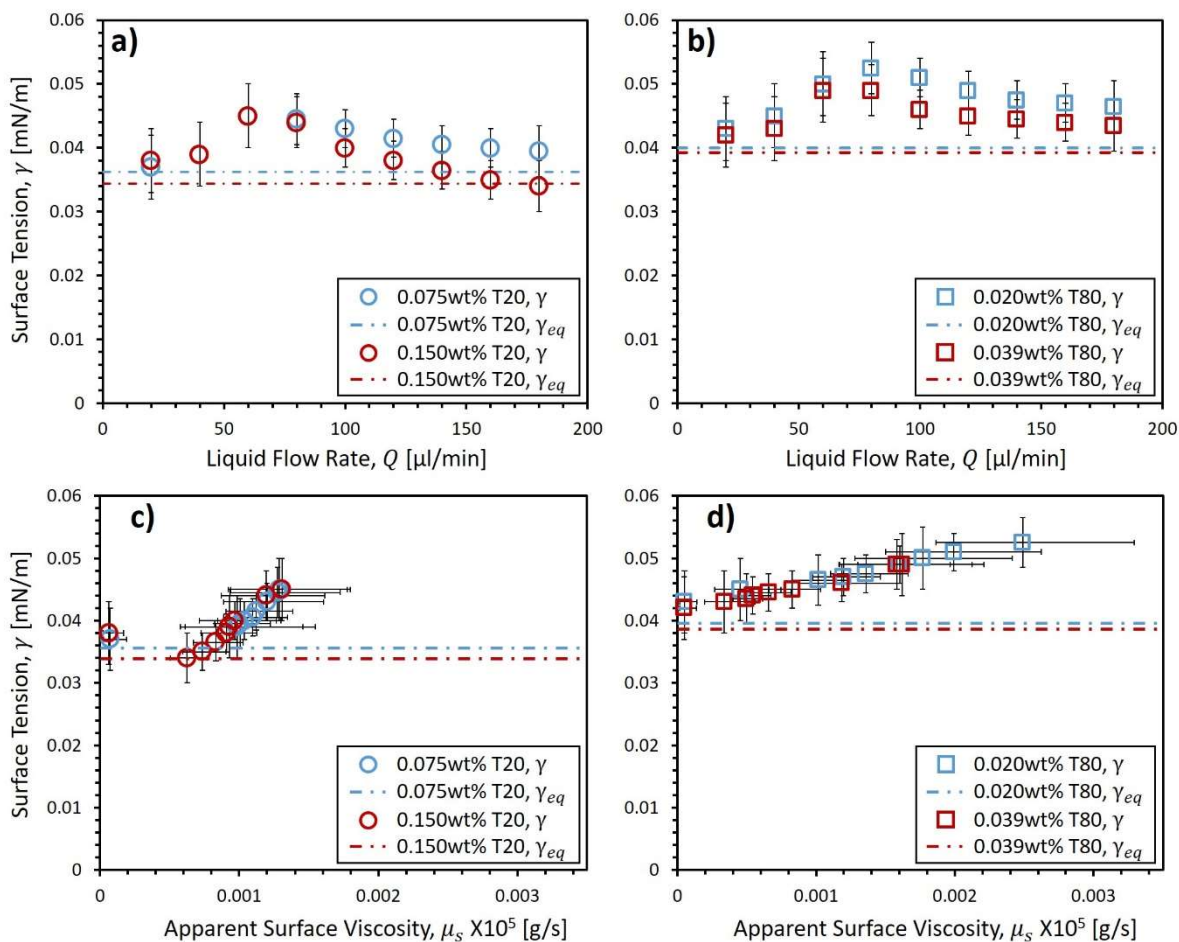 a)
0.06
0.05
0.04
0.03
0.02
0.01
0
Surface Tension, γ [mN/m]
0.075wt% T20, γ
0.075wt% T20, γeq
0.150wt% T20, γ
0.150wt% T20, γeq
0 50 100 150 200
Liquid Flow Rate, Q [μl/min]
b)
0.06
0.05
0.04
0.03
0.02
0.01
0
0.020wt% T80, γ
0.020wt% T80, γeq
0.039wt% T80, γ
0.039wt% T80, γeq
0 50 100 150 200
Liquid Flow Rate, Q [μl/min]
c)
0.06
0.05
0.04
0.03
0.02
0.01
0
Surface Tension, γ [mN/m]
0.075wt% T20, γ
0.075wt% T20, γeq
0.150wt% T20, γ
0.150wt% T20, γeq
0 0.001 0.002 0.003
Apparent Surface Viscosity, μs X10⁵ [g/s]
d)
0.06
0.05
0.04
0.03
0.02
0.01
0
0.020wt% T80, γ
0.020wt% T80, γeq
0.039wt% T80, γ
0.039wt% T80, γeq
0 0.001 0.002 0.003
Apparent Surface Viscosity, μs X10⁵ [g/s]